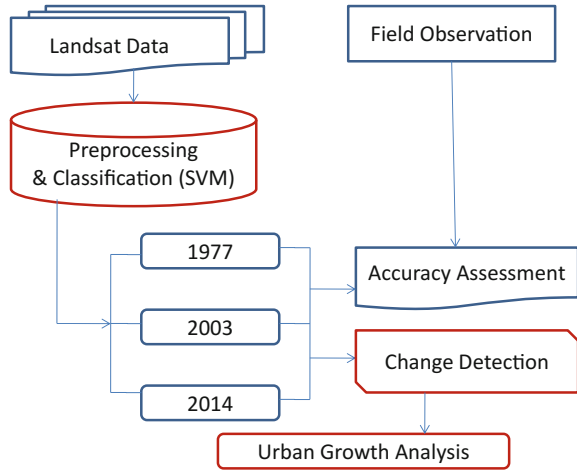 Landsat Data
Field Observation
Preprocessing
& Classification (SVM)
1977
Accuracy Assessment
2003
Change Detection
2014
Urban Growth Analysis